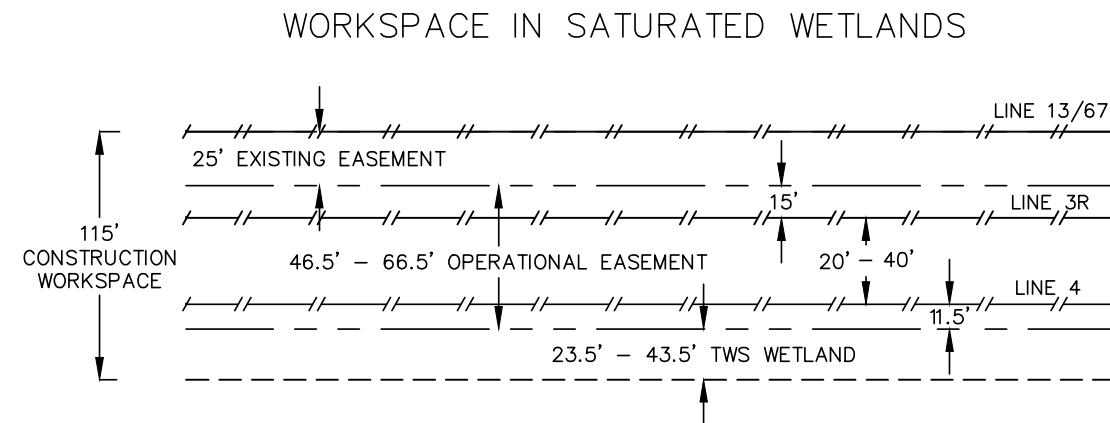 WORKSPACE IN SATURATED WETLANDS
LINE 13/67
25' EXISTING EASEMENT
15'
LINE 3R
115'
CONSTRUCTION
WORKSPACE
46.5' - 66.5' OPERATIONAL EASEMENT
20' - 40'
LINE 4
11.5'
23.5' - 43.5' TWS WETLAND